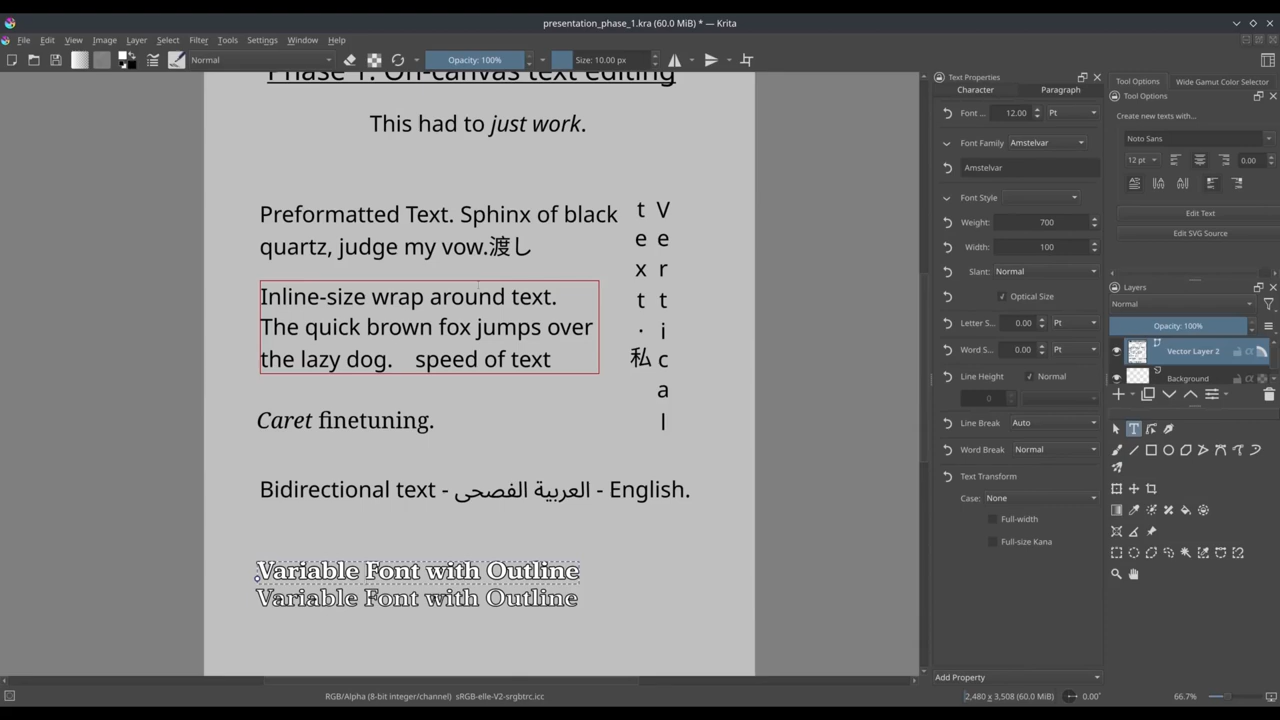 presentation_phase_1.kra (60.0 MiB) * — Krita
File Edit View Image Layer Select Filter Tools Settings Window Help
Normal Opacity: 100% Size: 10.00 px
Phase 1: On-canvas text editing
This had to just work.
Preformatted Text. Sphinx of black
quartz, judge my vow.渡し
Inline-size wrap around text.
The quick brown fox jumps over
the lazy dog. speed of text
Vertical
text.私
Caret finetuning.
Bidirectional text - العربية الفصحى - English.
Variable Font with Outline
Variable Font with Outline
Text Properties
Character Paragraph
Font ... 12.00 Pt
Font Family Amstelvar
Amstelvar
Font Style
Weight: 700
Width: 100
Slant: Normal
Optical Size
Letter S... 0.00 Pt
Word S... 0.00 Pt
Line Height Normal
0
Line Break Auto
Word Break Normal
Text Transform
Case: None
Full-width
Full-size Kana
Add Property
Tool Options Wide Gamut Color Selector
Tool Options
Create new texts with...
Noto Sans
12 pt 0.00
Edit Text
Edit SVG Source
Layers
Normal
Opacity: 100%
Vector Layer 2
Background
RGB/Alpha (8-bit integer/channel) sRGB-elle-V2-srgbtrc.icc
2,480 x 3,508 (60.0 MiB) 0.00° 66.7%